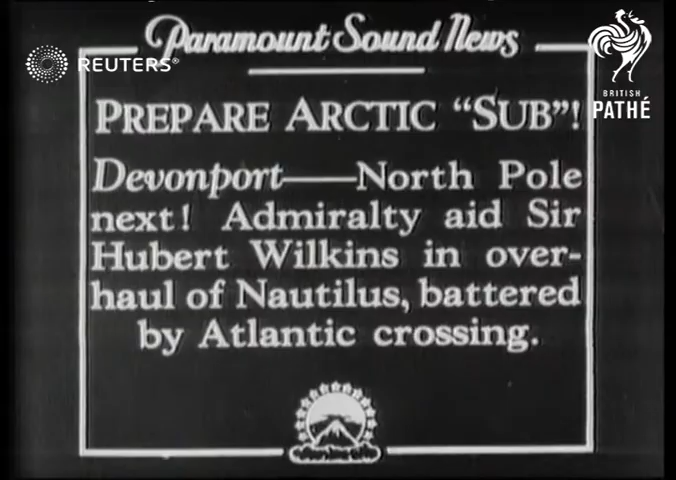 Paramount Sound News
REUTERS®
BRITISH
PATHÉ
PREPARE ARCTIC "SUB"!
Devonport—North Pole
next! Admiralty aid Sir
Hubert Wilkins in over-
haul of Nautilus, battered
by Atlantic crossing.